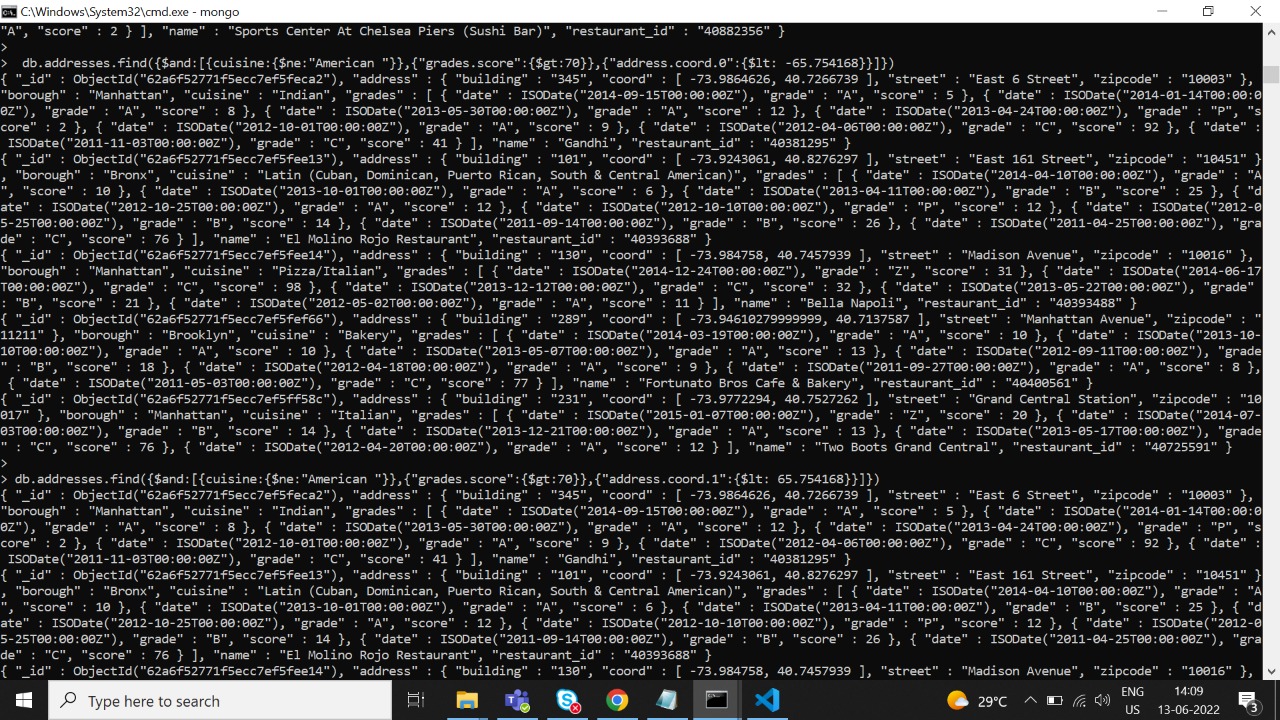 C:\Windows\System32\cmd.exe - mongo
"A", "score" : 2 } ], "name" : "Sports Center At Chelsea Piers (Sushi Bar)", "restaurant_id" : "40882356" }
>
>  db.addresses.find({$and:[{cuisine:{$ne:"American "}},{"grades.score":{$gt:70}},{"address.coord.0":{$lt: -65.754168}}]})
{ "_id" : ObjectId("62a6f52771f5ecc7ef5feca2"), "address" : { "building" : "345", "coord" : [ -73.9864626, 40.7266739 ], "street" : "East 6 Street", "zipcode" : "10003" },
"borough" : "Manhattan", "cuisine" : "Indian", "grades" : [ { "date" : ISODate("2014-09-15T00:00:00Z"), "grade" : "A", "score" : 5 }, { "date" : ISODate("2014-01-14T00:00:0
0Z"), "grade" : "A", "score" : 8 }, { "date" : ISODate("2013-05-30T00:00:00Z"), "grade" : "A", "score" : 12 }, { "date" : ISODate("2013-04-24T00:00:00Z"), "grade" : "P", "s
core" : 2 }, { "date" : ISODate("2012-10-01T00:00:00Z"), "grade" : "A", "score" : 9 }, { "date" : ISODate("2012-04-06T00:00:00Z"), "grade" : "C", "score" : 92 }, { "date" :
 ISODate("2011-11-03T00:00:00Z"), "grade" : "C", "score" : 41 } ], "name" : "Gandhi", "restaurant_id" : "40381295" }
{ "_id" : ObjectId("62a6f52771f5ecc7ef5fee13"), "address" : { "building" : "101", "coord" : [ -73.9243061, 40.8276297 ], "street" : "East 161 Street", "zipcode" : "10451" }
, "borough" : "Bronx", "cuisine" : "Latin (Cuban, Dominican, Puerto Rican, South & Central American)", "grades" : [ { "date" : ISODate("2014-04-10T00:00:00Z"), "grade" : "A
", "score" : 10 }, { "date" : ISODate("2013-10-01T00:00:00Z"), "grade" : "A", "score" : 6 }, { "date" : ISODate("2013-04-11T00:00:00Z"), "grade" : "B", "score" : 25 }, { "d
ate" : ISODate("2012-10-25T00:00:00Z"), "grade" : "A", "score" : 12 }, { "date" : ISODate("2012-10-10T00:00:00Z"), "grade" : "P", "score" : 12 }, { "date" : ISODate("2012-0
5-25T00:00:00Z"), "grade" : "B", "score" : 14 }, { "date" : ISODate("2011-09-14T00:00:00Z"), "grade" : "B", "score" : 26 }, { "date" : ISODate("2011-04-25T00:00:00Z"), "gra
de" : "C", "score" : 76 } ], "name" : "El Molino Rojo Restaurant", "restaurant_id" : "40393688" }
{ "_id" : ObjectId("62a6f52771f5ecc7ef5fee14"), "address" : { "building" : "130", "coord" : [ -73.984758, 40.7457939 ], "street" : "Madison Avenue", "zipcode" : "10016" },
"borough" : "Manhattan", "cuisine" : "Pizza/Italian", "grades" : [ { "date" : ISODate("2014-12-24T00:00:00Z"), "grade" : "Z", "score" : 31 }, { "date" : ISODate("2014-06-17
T00:00:00Z"), "grade" : "C", "score" : 98 }, { "date" : ISODate("2013-12-12T00:00:00Z"), "grade" : "C", "score" : 32 }, { "date" : ISODate("2013-05-22T00:00:00Z"), "grade"
: "B", "score" : 21 }, { "date" : ISODate("2012-05-02T00:00:00Z"), "grade" : "A", "score" : 11 } ], "name" : "Bella Napoli", "restaurant_id" : "40393488" }
{ "_id" : ObjectId("62a6f52771f5ecc7ef5fef66"), "address" : { "building" : "289", "coord" : [ -73.94610279999999, 40.7137587 ], "street" : "Manhattan Avenue", "zipcode" : "
11211" }, "borough" : "Brooklyn", "cuisine" : "Bakery", "grades" : [ { "date" : ISODate("2014-03-19T00:00:00Z"), "grade" : "A", "score" : 10 }, { "date" : ISODate("2013-10-
10T00:00:00Z"), "grade" : "A", "score" : 10 }, { "date" : ISODate("2013-05-07T00:00:00Z"), "grade" : "A", "score" : 13 }, { "date" : ISODate("2012-09-11T00:00:00Z"), "grade
" : "B", "score" : 18 }, { "date" : ISODate("2012-04-18T00:00:00Z"), "grade" : "A", "score" : 9 }, { "date" : ISODate("2011-09-27T00:00:00Z"), "grade" : "A", "score" : 8 },
 { "date" : ISODate("2011-05-03T00:00:00Z"), "grade" : "C", "score" : 77 } ], "name" : "Fortunato Bros Cafe & Bakery", "restaurant_id" : "40400561" }
{ "_id" : ObjectId("62a6f52771f5ecc7ef5ff58c"), "address" : { "building" : "231", "coord" : [ -73.9772294, 40.7527262 ], "street" : "Grand Central Station", "zipcode" : "10
017" }, "borough" : "Manhattan", "cuisine" : "Italian", "grades" : [ { "date" : ISODate("2015-01-07T00:00:00Z"), "grade" : "Z", "score" : 20 }, { "date" : ISODate("2014-07-
03T00:00:00Z"), "grade" : "B", "score" : 14 }, { "date" : ISODate("2013-12-21T00:00:00Z"), "grade" : "A", "score" : 13 }, { "date" : ISODate("2013-05-17T00:00:00Z"), "grade
" : "C", "score" : 76 }, { "date" : ISODate("2012-04-20T00:00:00Z"), "grade" : "A", "score" : 12 } ], "name" : "Two Boots Grand Central", "restaurant_id" : "40725591" }
>
> db.addresses.find({$and:[{cuisine:{$ne:"American "}},{"grades.score":{$gt:70}},{"address.coord.1":{$lt: 65.754168}}]})
{ "_id" : ObjectId("62a6f52771f5ecc7ef5feca2"), "address" : { "building" : "345", "coord" : [ -73.9864626, 40.7266739 ], "street" : "East 6 Street", "zipcode" : "10003" },
"borough" : "Manhattan", "cuisine" : "Indian", "grades" : [ { "date" : ISODate("2014-09-15T00:00:00Z"), "grade" : "A", "score" : 5 }, { "date" : ISODate("2014-01-14T00:00:0
0Z"), "grade" : "A", "score" : 8 }, { "date" : ISODate("2013-05-30T00:00:00Z"), "grade" : "A", "score" : 12 }, { "date" : ISODate("2013-04-24T00:00:00Z"), "grade" : "P", "s
core" : 2 }, { "date" : ISODate("2012-10-01T00:00:00Z"), "grade" : "A", "score" : 9 }, { "date" : ISODate("2012-04-06T00:00:00Z"), "grade" : "C", "score" : 92 }, { "date" :
 ISODate("2011-11-03T00:00:00Z"), "grade" : "C", "score" : 41 } ], "name" : "Gandhi", "restaurant_id" : "40381295" }
{ "_id" : ObjectId("62a6f52771f5ecc7ef5fee13"), "address" : { "building" : "101", "coord" : [ -73.9243061, 40.8276297 ], "street" : "East 161 Street", "zipcode" : "10451" }
, "borough" : "Bronx", "cuisine" : "Latin (Cuban, Dominican, Puerto Rican, South & Central American)", "grades" : [ { "date" : ISODate("2014-04-10T00:00:00Z"), "grade" : "A
", "score" : 10 }, { "date" : ISODate("2013-10-01T00:00:00Z"), "grade" : "A", "score" : 6 }, { "date" : ISODate("2013-04-11T00:00:00Z"), "grade" : "B", "score" : 25 }, { "d
ate" : ISODate("2012-10-25T00:00:00Z"), "grade" : "A", "score" : 12 }, { "date" : ISODate("2012-10-10T00:00:00Z"), "grade" : "P", "score" : 12 }, { "date" : ISODate("2012-0
5-25T00:00:00Z"), "grade" : "B", "score" : 14 }, { "date" : ISODate("2011-09-14T00:00:00Z"), "grade" : "B", "score" : 26 }, { "date" : ISODate("2011-04-25T00:00:00Z"), "gra
de" : "C", "score" : 76 } ], "name" : "El Molino Rojo Restaurant", "restaurant_id" : "40393688" }
{ "_id" : ObjectId("62a6f52771f5ecc7ef5fee14"), "address" : { "building" : "130", "coord" : [ -73.984758, 40.7457939 ], "street" : "Madison Avenue", "zipcode" : "10016" },
Type here to search
29°C
ENG
US
14:09
13-06-2022
3